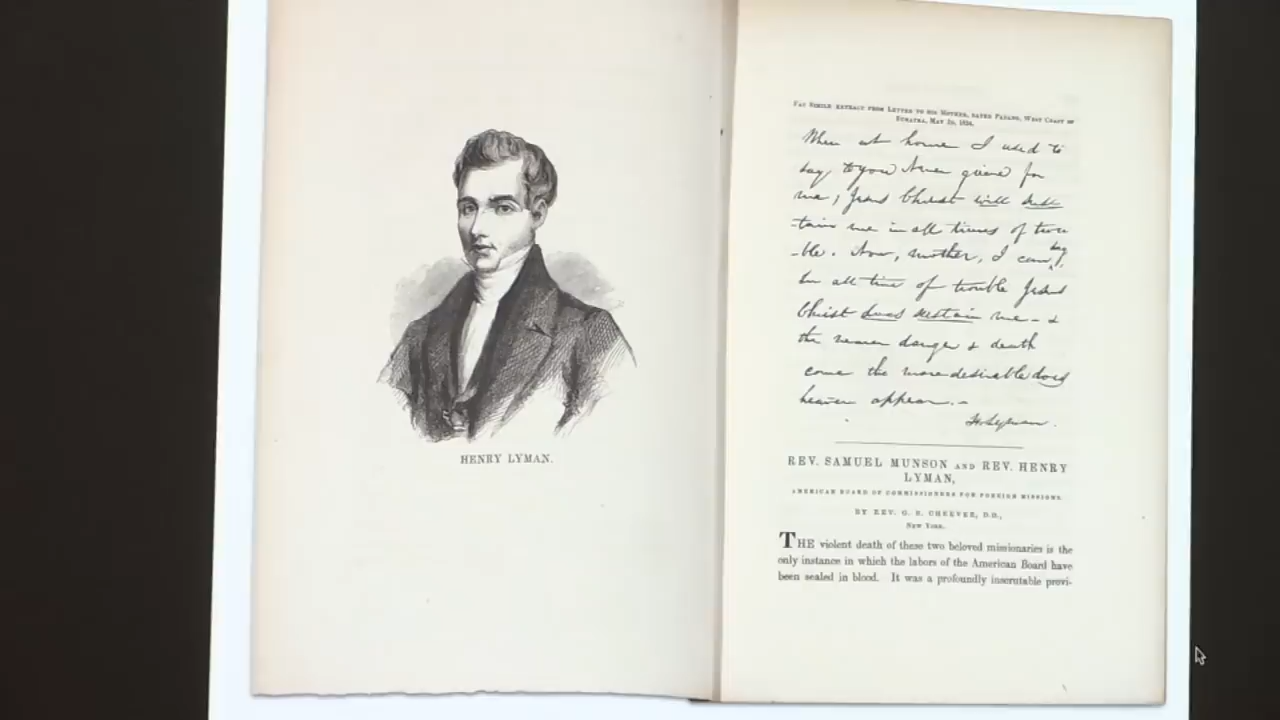 HENRY LYMAN.
FAC SIMILE EXTRACT FROM LETTER TO HIS MOTHER, DATED PADANG, WEST COAST OF
SUMATRA, MAY 20, 1834.
When at home I used to
say to you Never grieve for
me, Jesus Christ will sus-
-tain me in all times of trou
-ble. Now, mother, I can say,
in all time of trouble Jesus
Christ does sustain me - &
the nearer danger & death
come the more desirable does
heaven appear. -
H. Lyman.
REV. SAMUEL MUNSON AND REV. HENRY
LYMAN,
AMERICAN BOARD OF COMMISSIONERS FOR FOREIGN MISSIONS.
BY REV. G. B. CHEEVER, D.D.,
NEW YORK.
THE violent death of these two beloved missionaries is the
only instance in which the labors of the American Board have
been sealed in blood. It was a profoundly inscrutable provi-